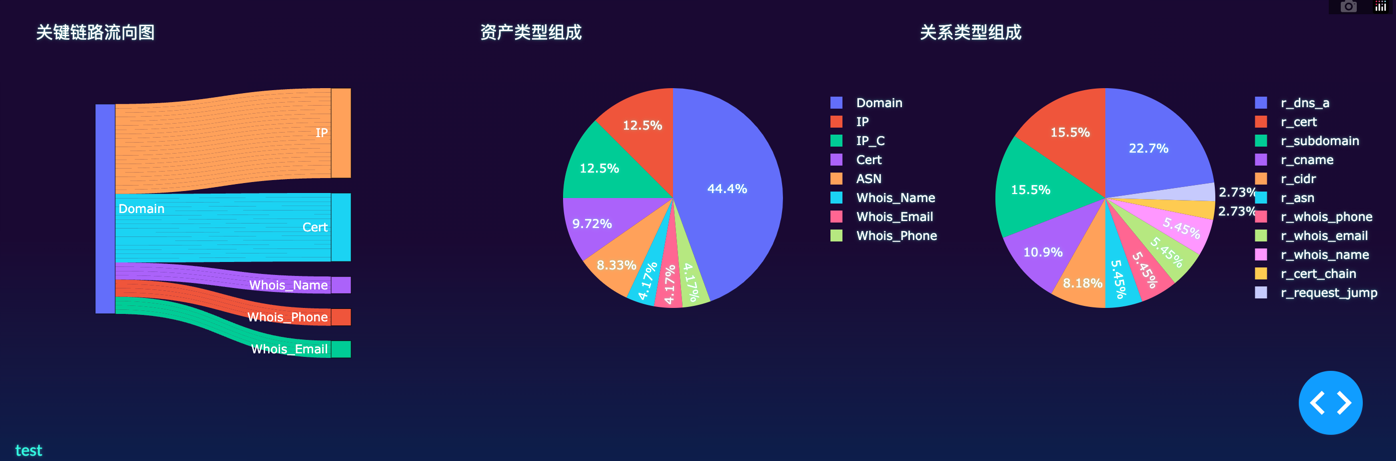 关键链路流向图
资产类型组成
关系类型组成
Domain
IP
Cert
Whois_Name
Whois_Phone
Whois_Email
44.4%
12.5%
12.5%
9.72%
8.33%
4.17%
4.17%
4.17%
Domain
IP
IP_C
Cert
ASN
Whois_Name
Whois_Email
Whois_Phone
22.7%
15.5%
15.5%
10.9%
8.18%
5.45%
5.45%
5.45%
5.45%
2.73%
2.73%
r_dns_a
r_cert
r_subdomain
r_cname
r_cidr
r_asn
r_whois_phone
r_whois_email
r_whois_name
r_cert_chain
r_request_jump
test